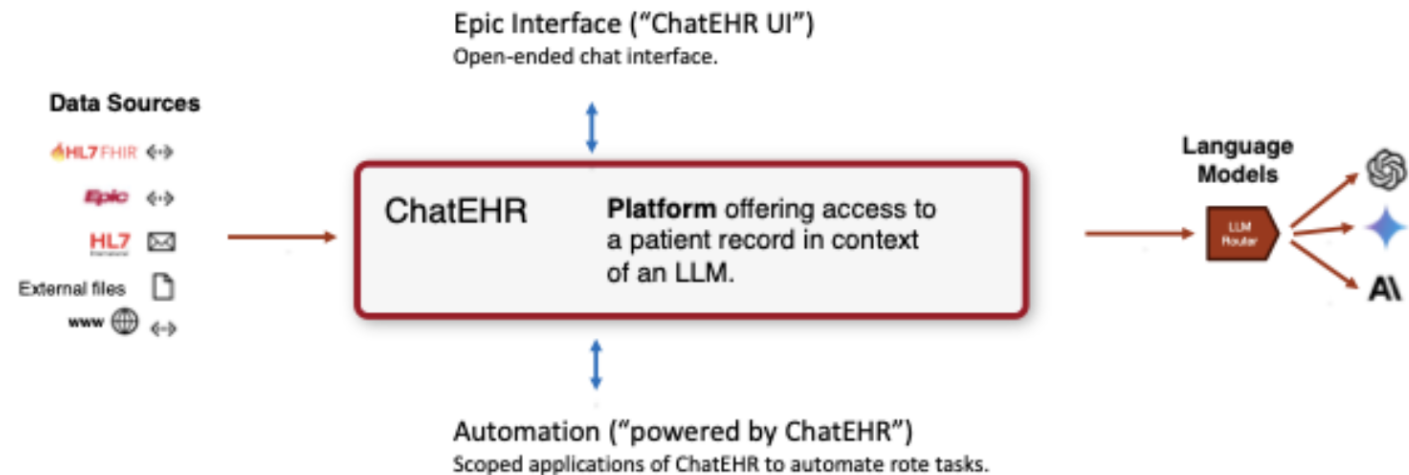 Epic Interface (“ChatEHR UI”)
Open-ended chat interface.
Data Sources
HL7 FHIR
Epic
HL7
International
External files
www
ChatEHR
Platform offering access to
a patient record in context
of an LLM.
Language
Models
LLM
Router
A\
Automation (“powered by ChatEHR”)
Scoped applications of ChatEHR to automate rote tasks.